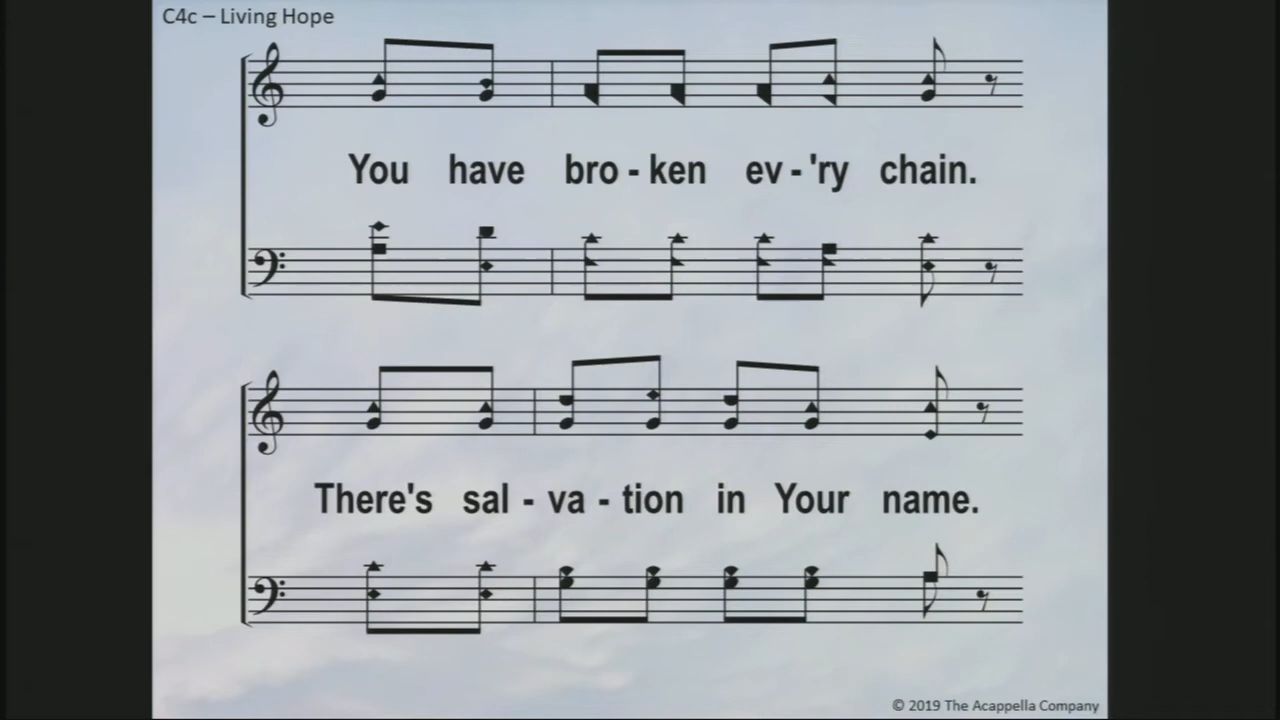 C4c – Living Hope
You have bro - ken ev - 'ry chain.
There's sal - va - tion in Your name.
© 2019 The Acappella Company